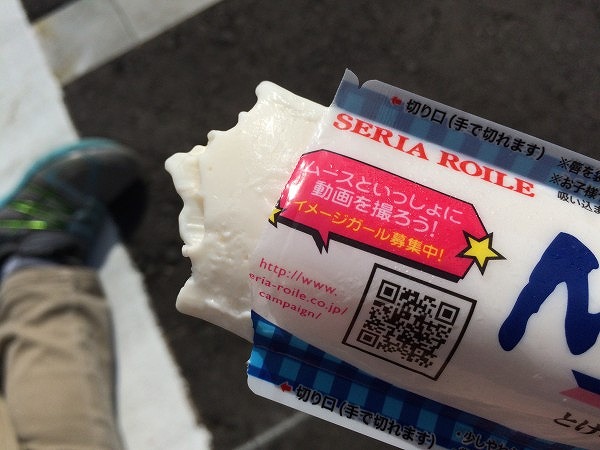 切り口(手で切れます)
SERIA ROILE
ムースといっしょに
動画を撮ろう!
イメージガール募集中!
http://www.
seria-roile.co.jp/
campaign/
切り口(手で切れます)
とけ